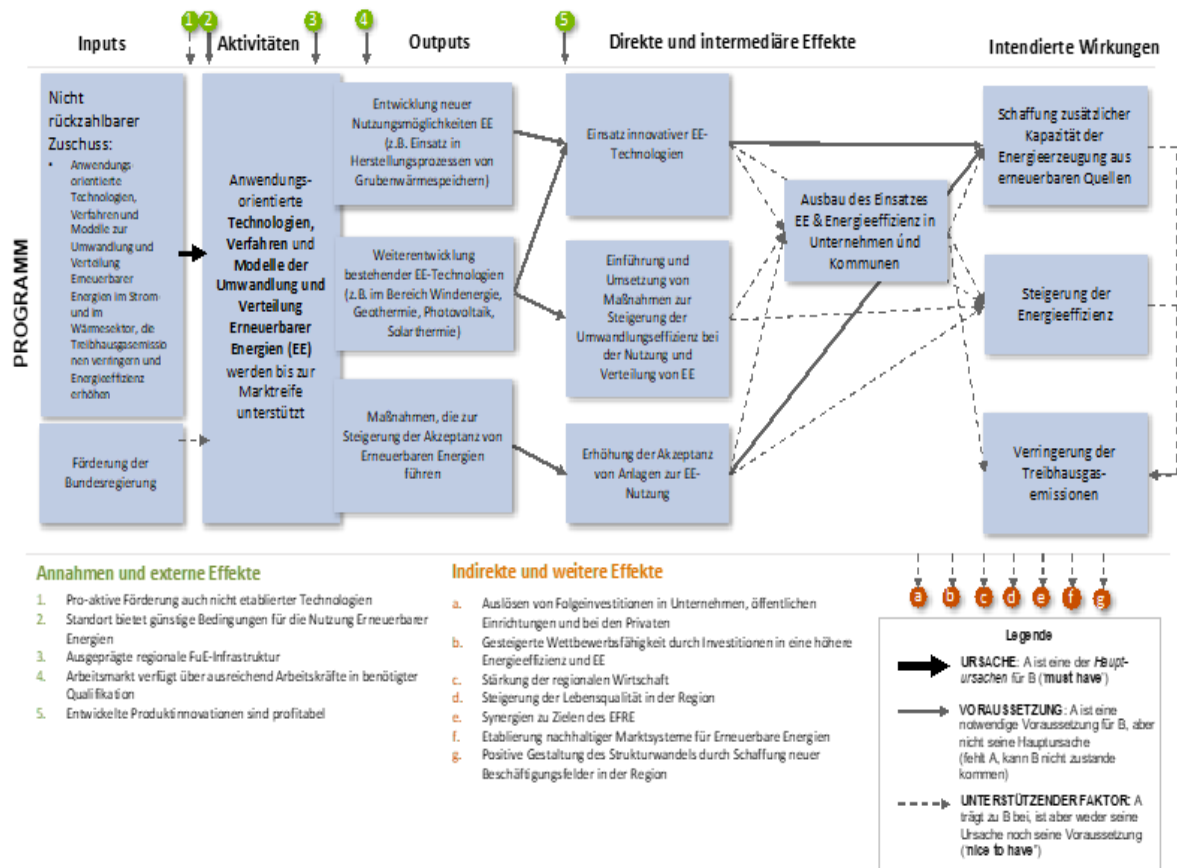 1 2 3 4 5
Inputs Aktivitäten Outputs Direkte und intermediäre Effekte Intendierte Wirkungen
PROGRAMM
Nicht
rückzahlbarer
Zuschuss:
• Anwendungs-
orientierte
Technologien,
Verfahren und
Modelle zur
Umwandlung und
Verteilung
Erneuerbarer
Energien im Strom-
und im
Wärmesektor, die
Treibhausgasemissio
nen verringern und
Energieeffizienz
erhöhen
Förderung der
Bundesregierung
Anwendungs-
orientierte
Technologien,
Verfahren und
Modelle der
Umwandlung und
Verteilung
Erneuerbarer
Energien (EE)
werden bis zur
Marktreife
unterstützt
Entwicklung neuer
Nutzungsmöglichkeiten EE
(z.B. Einsatz in
Herstellungsprozessen von
Grubenwärmespeichern)
Weiterentwicklung
bestehender EE-Technologien
(z.B. im Bereich Windenergie,
Geothermie, Photovoltaik,
Solarthermie)
Maßnahmen, die zur
Steigerung der Akzeptanz von
Erneuerbaren Energien
führen
Einsatz innovativer EE-
Technologien
Einführung und
Umsetzung von
Maßnahmen zur
Steigerung der
Umwandlungseffizienz bei
der Nutzung und
Verteilung von EE
Erhöhung der Akzeptanz
von Anlagen zur EE-
Nutzung
Ausbau des Einsatzes
EE & Energieeffizienz in
Unternehmen únd
Kommunen
Schaffung zusätzlicher
Kapazität der
Energieerzeugung aus
erneuerbaren Quellen
Steigerung der
Energieeffizienz
Verringerung der
Treibhausgas-
emissionen
Annahmen und externe Effekte
1. Pro-aktive Förderung auch nicht etablierter Technologien
2. Standort bietet günstige Bedingungen für die Nutzung Erneuerbarer
Energien
3. Ausgeprägte regionale FuE-Infrastruktur
4. Arbeitsmarkt verfügt über ausreichend Arbeitskräfte in benötigter
Qualifikation
5. Entwickelte Produktinnovationen sind profitabel
Indirekte und weitere Effekte
a. Auslösen von Folgeinvestitionen in Unternehmen, öffentlichen
Einrichtungen und bei den Privaten
b. Gesteigerte Wettbewerbsfähigkeit durch Investitionen in eine höhere
Energieeffizienz und EE
c. Stärkung der regionalen Wirtschaft
d. Steigerung der Lebensqualität in der Region
e. Synergien zu Zielen des EFRE
f. Etablierung nachhaltiger Marktsysteme für Erneuerbare Energien
g. Positive Gestaltung des Strukturwandels durch Schaffung neuer
Beschäftigungsfelder in der Region
a b c d e f g
Legende
URSACHE: A ist eine der Haupt-
ursachen für B ("must have")
VORAUSSETZUNG: A ist eine
notwendige Voraussetzung für B, aber
nicht seine Hauptursache
(fehlt A, kann B nicht zustande
kommen)
UNTERSTÜTZENDER FAKTOR: A
trägt zu B bei, ist aber weder seine
Ursache noch seine Voraussetzung
("nice to have")